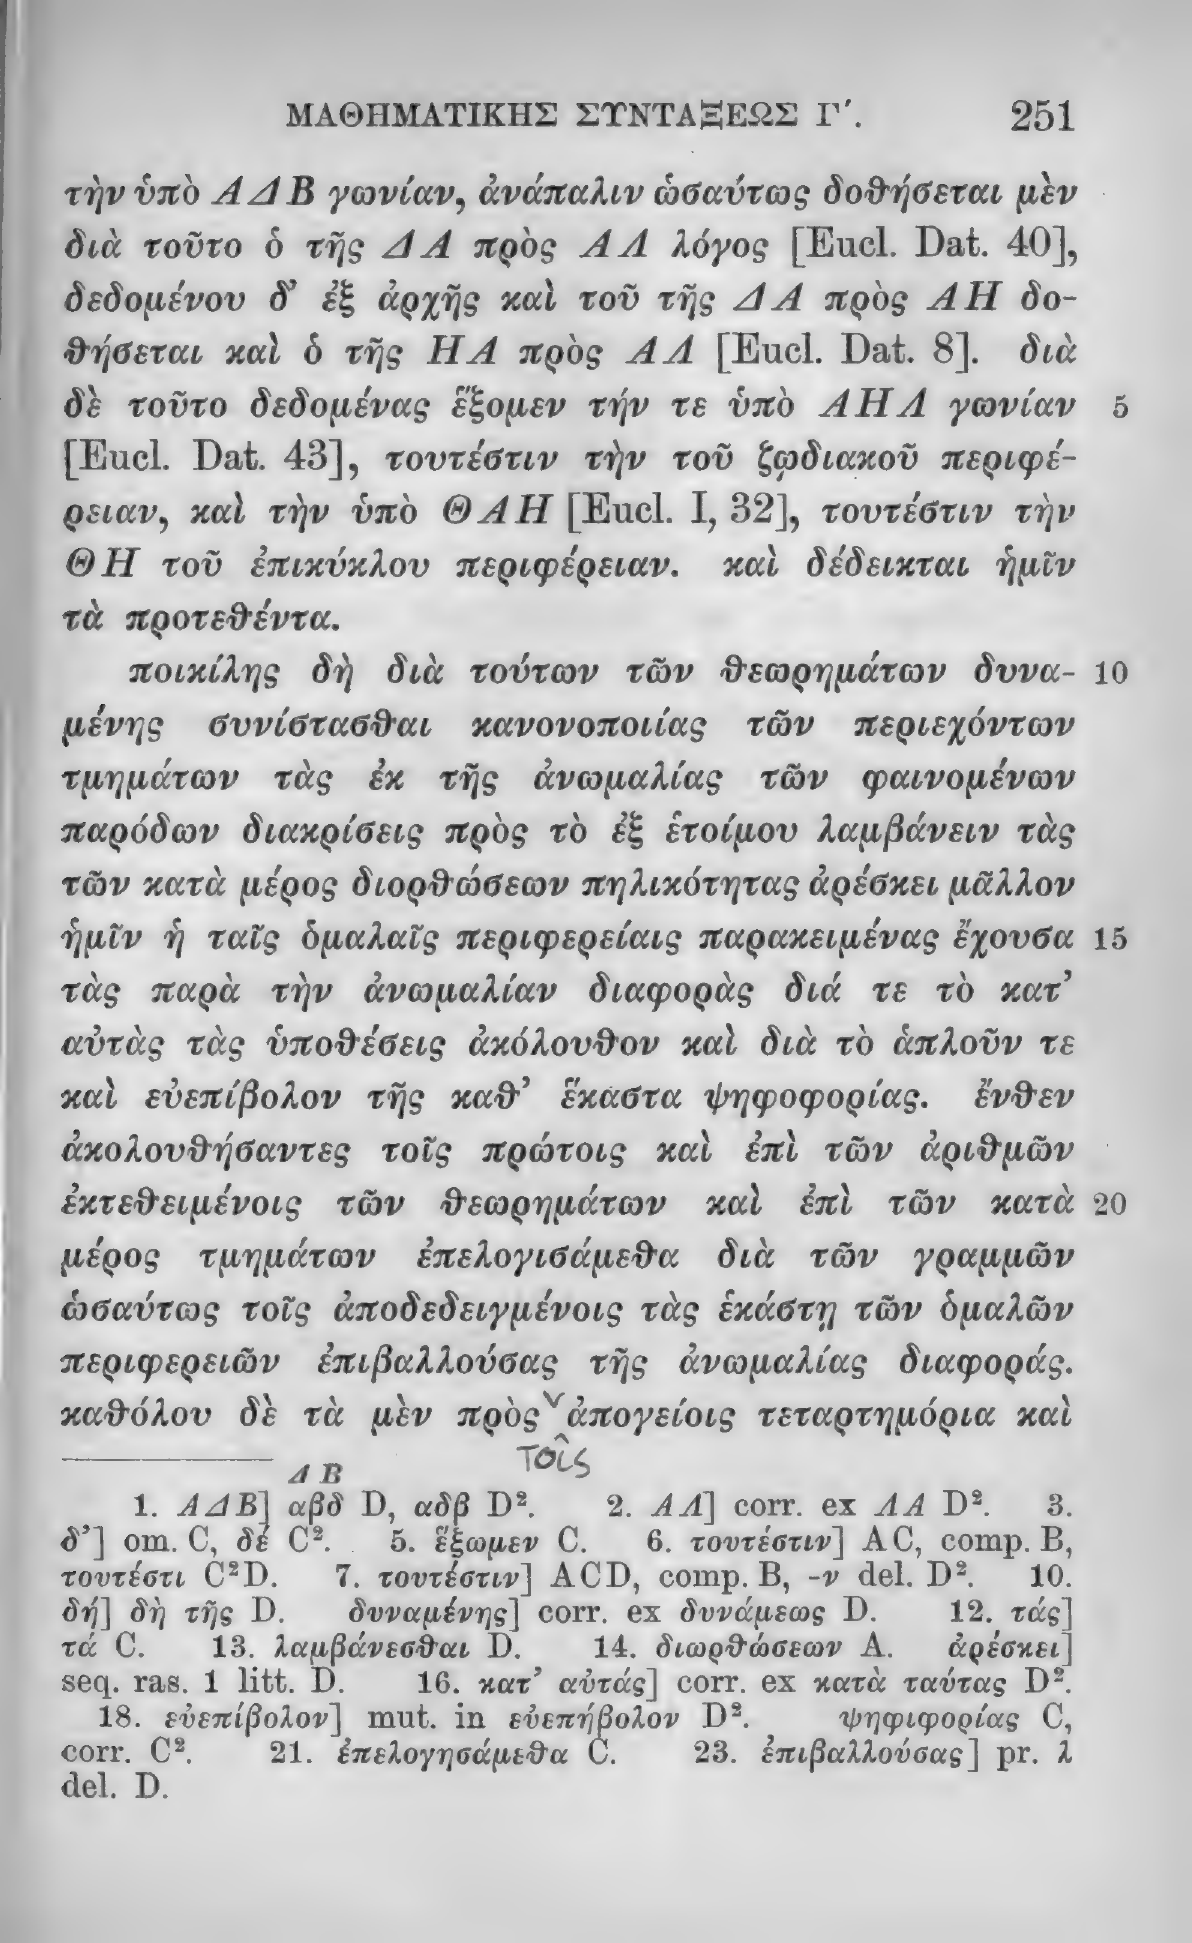 ΜΑΘΗΜΑΤΙΚΗΣ ΣΥΝΤΑΞΕΩΣ Γ′. 251
τὴν ὑπὸ ΑΔΒ γωνίαν, ἀνάπαλιν ὡσαύτως δοθήσεται μὲν
διὰ τοῦτο ὁ τῆς ΔΑ πρὸς ΑΛ λόγος [Eucl. Dat. 40],
δεδομένου δ’ ἐξ ἀρχῆς καὶ τοῦ τῆς ΔΑ πρὸς ΑΗ δο-
θήσεται καὶ ὁ τῆς ΗΑ πρὸς ΑΛ [Eucl. Dat. 8]. διὰ
δὲ τοῦτο δεδομένας ἕξομεν τήν τε ὑπὸ ΑΗΛ γωνίαν 5
[Eucl. Dat. 43], τουτέστιν τὴν τοῦ ζῳδιακοῦ περιφέ-
ρειαν, καὶ τὴν ὑπὸ ΘΑΗ [Eucl. I, 32], τουτέστιν τὴν
ΘΗ τοῦ ἐπικύκλου περιφέρειαν. καὶ δέδεικται ἡμῖν
τὰ προτεθέντα.
ποικίλης δὴ διὰ τούτων τῶν θεωρημάτων δυνα- 10
μένης συνίστασθαι κανονοποιίας τῶν περιεχόντων
τμημάτων τὰς ἐκ τῆς ἀνωμαλίας τῶν φαινομένων
παρόδων διακρίσεις πρὸς τὸ ἐξ ἑτοίμου λαμβάνειν τὰς
τῶν κατὰ μέρος διορθώσεων πηλικότητας ἀρέσκει μᾶλλον
ἡμῖν ἡ ταῖς ὁμαλαῖς περιφερείαις παρακειμένας ἔχουσα 15
τὰς παρὰ τὴν ἀνωμαλίαν διαφορὰς διά τε τὸ κατ’
αὐτὰς τὰς ὑποθέσεις ἀκόλουθον καὶ διὰ τὸ ἁπλοῦν τε
καὶ εὐεπίβολον τῆς καθ’ ἕκαστα ψηφοφορίας. ἔνθεν
ἀκολουθήσαντες τοῖς πρώτοις καὶ ἐπὶ τῶν ἀριθμῶν
ἐκτεθειμένοις τῶν θεωρημάτων καὶ ἐπὶ τῶν κατὰ 20
μέρος τμημάτων ἐπελογισάμεθα διὰ τῶν γραμμῶν
ὡσαύτως τοῖς ἀποδεδειγμένοις τὰς ἑκάστῃ τῶν ὁμαλῶν
περιφερειῶν ἐπιβαλλούσας τῆς ἀνωμαλίας διαφοράς.
καθόλου δὲ τὰ μὲν πρὸς ἀπογείοις τεταρτημόρια καὶ
τοῖς
Δ Β
1. ΑΔΒ] αβδ D, αδβ D². 2. ΑΛ] corr. ex ΛΑ D². 3.
δ’] om. C, δέ C². 5. ἕξωμεν C. 6. τουτέστιν] AC, comp. B,
τουτέστι C²D. 7. τουτέστιν] ACD, comp. B, -ν del. D². 10.
δή] δὴ τῆς D. δυναμένης] corr. ex δυνάμεως D. 12. τάς]
τά C. 13. λαμβάνεσθαι D. 14. διωρθώσεων A. ἀρέσκει]
seq. ras. 1 litt. D. 16. κατ’ αὐτάς] corr. ex κατὰ ταύτας D².
18. εὐεπίβολον] mut. in εὐεπήβολον D². ψηφιφορίας C,
corr. C². 21. ἐπελογησάμεθα C. 23. ἐπιβαλλούσας] pr. λ
del. D.